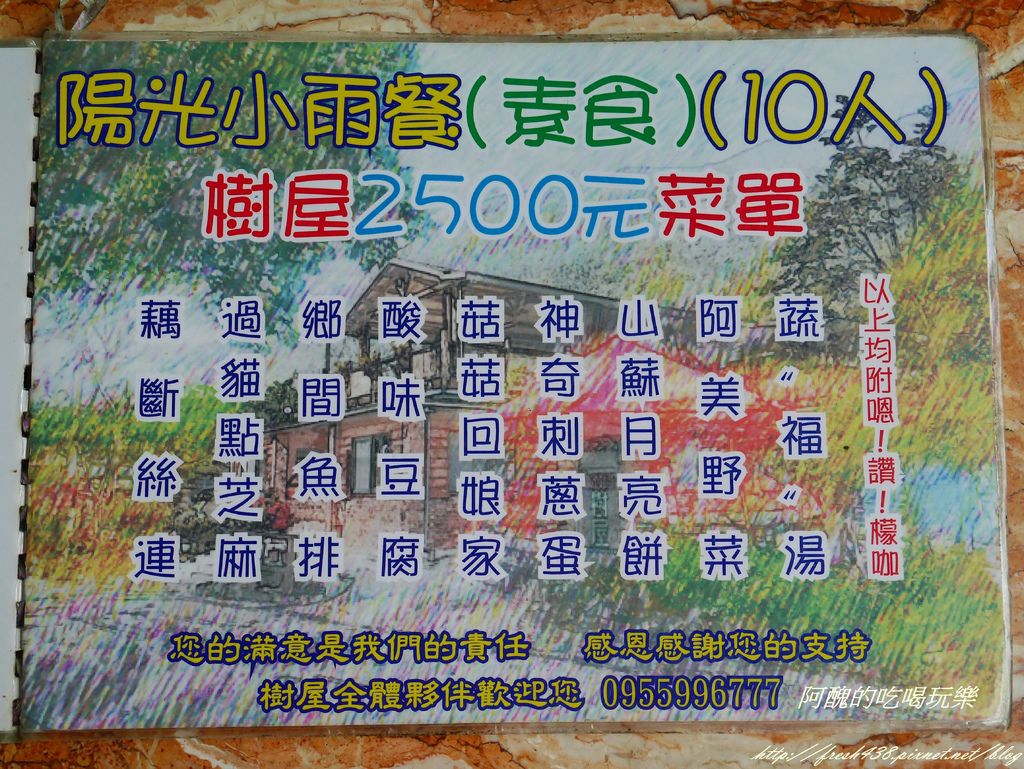 陽光小雨餐(素食)(10人)
樹屋2500元菜單
以上均附嗯!讚!檬咖
蔬〝福〞湯
阿美野菜
山蘇月亮餅
神奇刺蔥蛋
菇菇回娘家
酸味豆腐
鄉間魚排
過貓點芝麻
藕斷絲連
您的滿意是我們的責任 感恩感謝您的支持
樹屋全體夥伴歡迎您 0955996777
阿醜的吃喝玩樂
http://fresh438.pixnet.net/blog